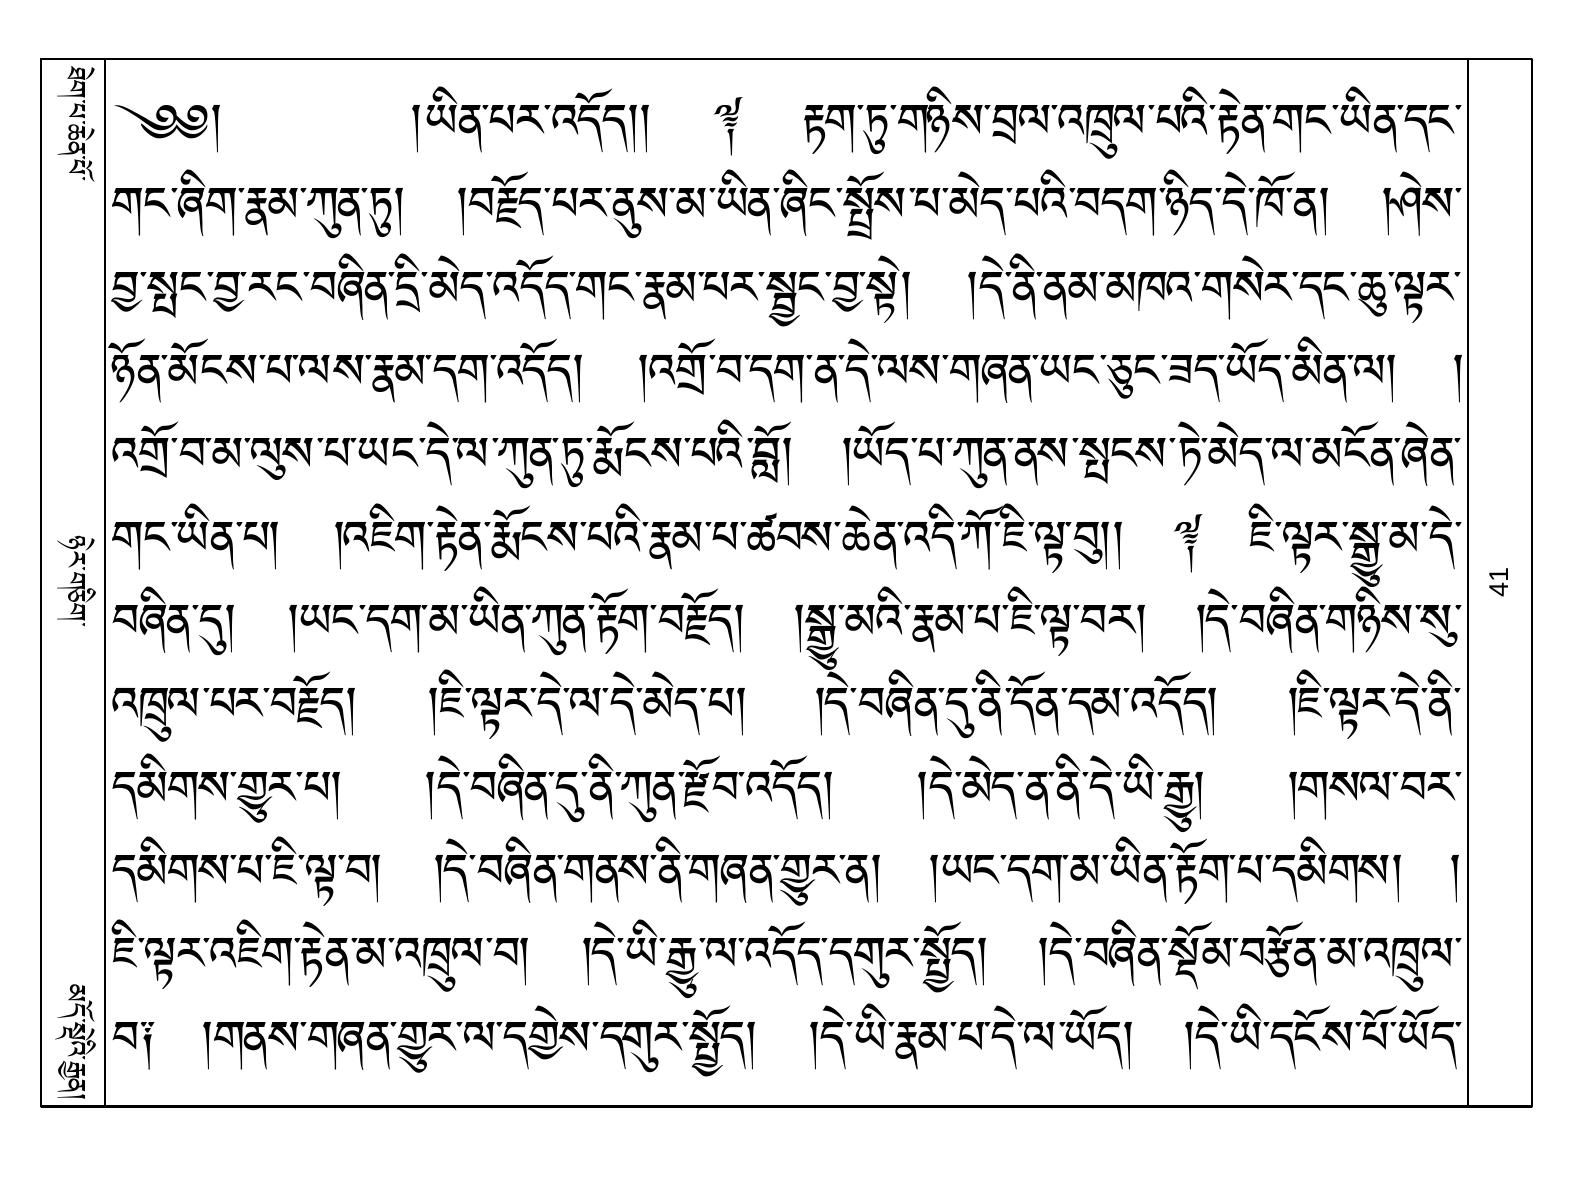 ༄༅། །ཡིན་པར་འདོད།། ༈ རྟག་ཏུ་གཉིས་བྲལ་འཁྲུལ་པའི་རྟེན་གང་ཡིན་དང་
གང་ཞིག་རྣམ་ཀུན་ཏུ། །བརྗོད་པར་ནུས་མ་ཡིན་ཞིང་སྤྲོས་པ་མེད་པའི་བདག་ཉིད་དེ་ཁོ་ན། །ཤེས་
བྱ་སྤང་བྱ་རང་བཞིན་དྲི་མེད་འདོད་གང་རྣམ་པར་སྦྱང་བྱ་སྟེ། །དེ་ནི་ནམ་མཁའ་གསེར་དང་ཆུ་ལྟར་
ཉོན་མོངས་པ་ལས་རྣམ་དག་འདོད། །འགྲོ་བ་དག་ན་དེ་ལས་གཞན་ཡང་ཅུང་ཟད་ཡོད་མིན་ལ། །
འགྲོ་བ་མ་ལུས་པ་ཡང་དེ་ལ་ཀུན་ཏུ་རྨོངས་པའི་བློ། །ཡོད་པ་ཀུན་ནས་སྤངས་ཏེ་མེད་ལ་མངོན་ཞེན་
གང་ཡིན་པ། །འཇིག་རྟེན་རྨོངས་པའི་རྣམ་པ་ཚབས་ཆེན་འདི་ཀོ་ཇི་ལྟ་བུ།། ༈ ཇི་ལྟར་སྒྱུ་མ་དེ་
བཞིན་དུ། །ཡང་དག་མ་ཡིན་ཀུན་རྟོག་བརྗོད། །སྒྱུ་མའི་རྣམ་པ་ཇི་ལྟ་བར། །དེ་བཞིན་གཉིས་སུ་
འཁྲུལ་པར་བརྗོད། །ཇི་ལྟར་དེ་ལ་དེ་མེད་པ། །དེ་བཞིན་དུ་ནི་དོན་དམ་འདོད། །ཇི་ལྟར་དེ་ནི་
དམིགས་གྱུར་པ། །དེ་བཞིན་དུ་ནི་ཀུན་རྫོབ་འདོད། །དེ་མེད་ན་ནི་དེ་ཡི་རྒྱུ། །གསལ་བར་
དམིགས་པ་ཇི་ལྟ་བ། །དེ་བཞིན་གནས་ནི་གཞན་གྱུར་ན། །ཡང་དག་མ་ཡིན་རྟོག་པ་དམིགས། །
ཇི་ལྟར་འཇིག་རྟེན་མ་འཁྲུལ་བ། །དེ་ཡི་རྒྱུ་ལ་འདོད་དགུར་སྤྱོད། །དེ་བཞིན་སྡོམ་བརྩོན་མ་འཁྲུལ་
བ༑ །གནས་གཞན་གྱུར་ལ་དགྱེས་དགུར་སྤྱོད། །དེ་ཡི་རྣམ་པ་དེ་ལ་ཡོད། །དེ་ཡི་དངོས་པོ་ཡོད་
ཐེག་པ་ཆེན་པོ་
ཉེར་གཅིག་
མདོ་སྡེའི་རྒྱན།
41